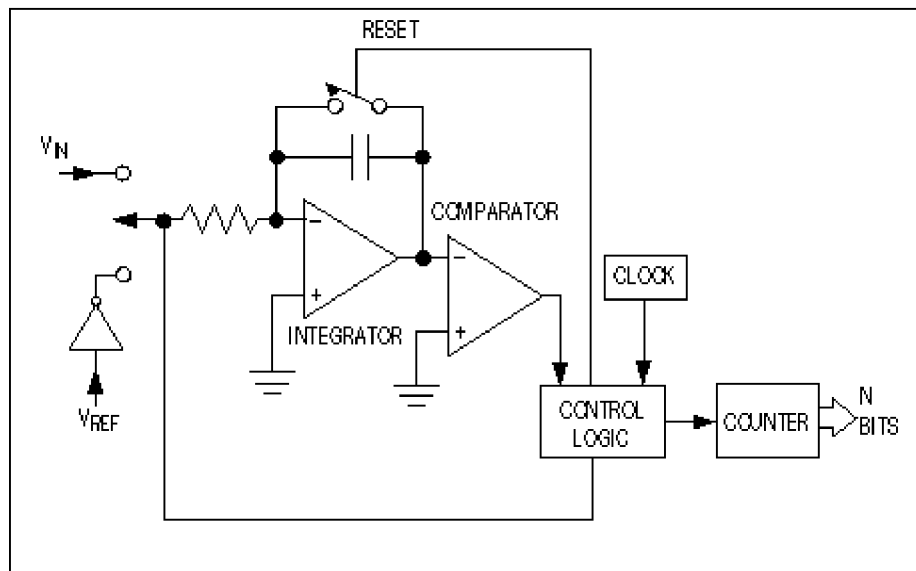 RESET
VIN
COMPARATOR
−
−
CLOCK
+
INTEGRATOR
+
VREF
CONTROL
LOGIC
COUNTER
N
BITS